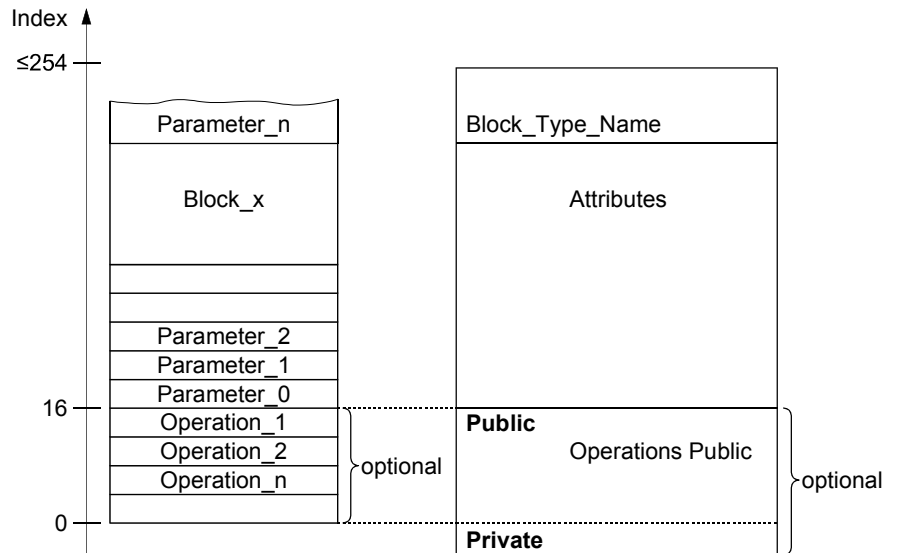 Index
≤254
Parameter_n
Block_Type_Name
Block_x
Attributes
Parameter_2
Parameter_1
Parameter_0
16
Operation_1
Public
Operation_2
Operations Public
optional
Operation_n
optional
0
Private